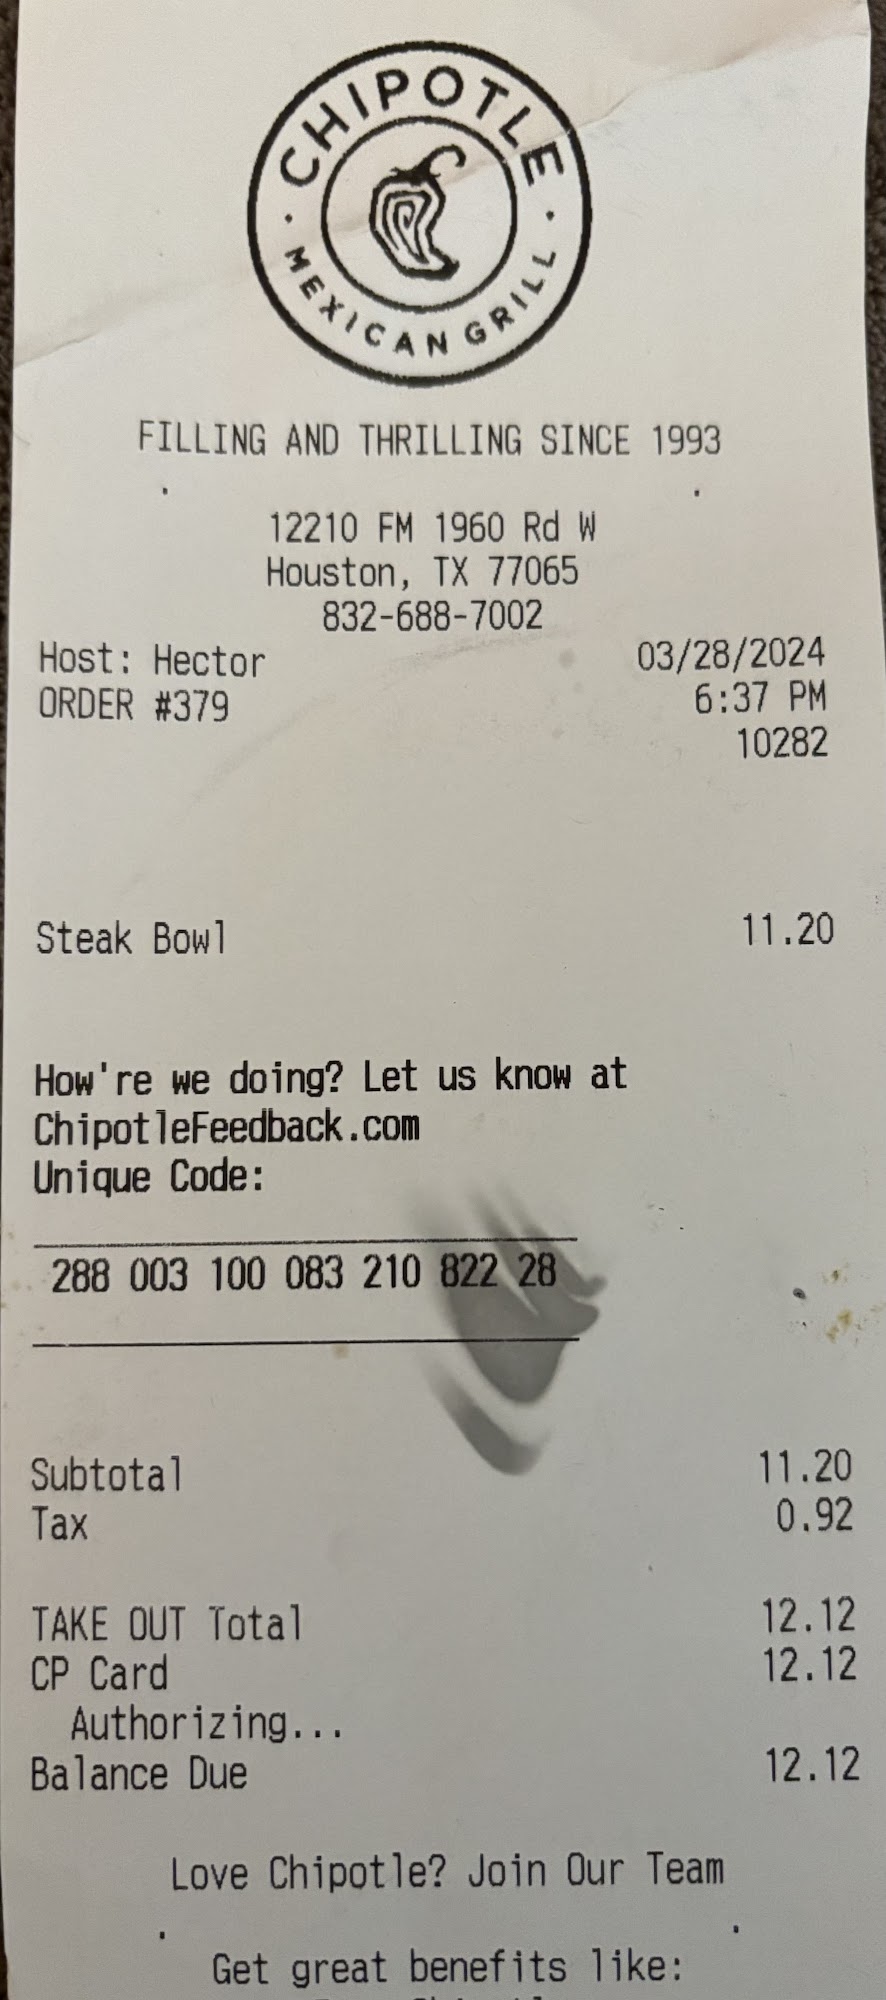 CHIPOTLE
MEXICAN GRILL
FILLING AND THRILLING SINCE 1993
12210 FM 1960 Rd W
Houston, TX 77065
832-688-7002
Host: Hector 03/28/2024
ORDER #379 6:37 PM
10282
Steak Bowl 11.20
How're we doing? Let us know at
ChipotleFeedback.com
Unique Code:
288 003 100 083 210 822 28
Subtotal 11.20
Tax 0.92
TAKE OUT Total 12.12
CP Card 12.12
Authorizing...
Balance Due 12.12
Love Chipotle? Join Our Team
Get great benefits like: